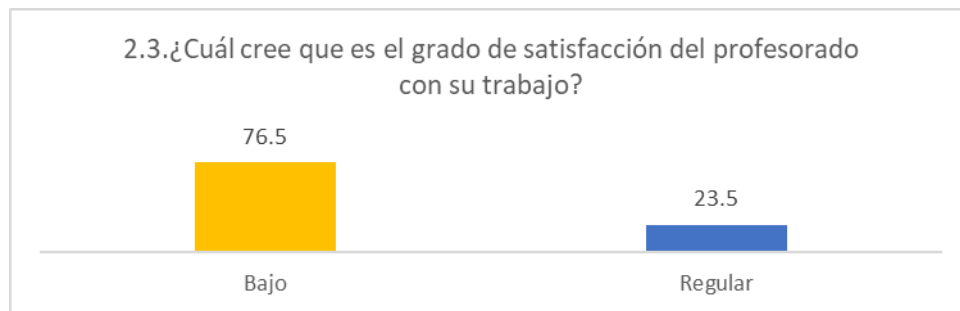 2.3.¿Cuál cree que es el grado de satisfacción del profesorado
con su trabajo?
76.5
23.5
Bajo
Regular